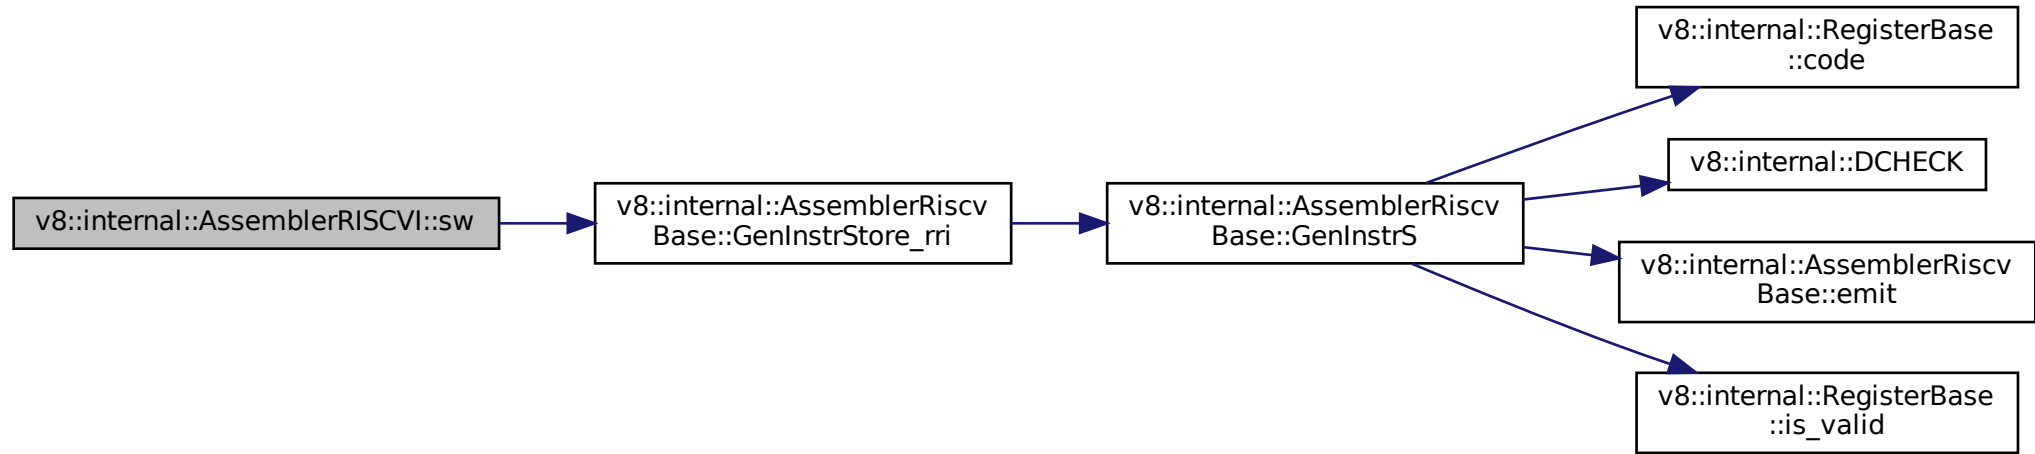 v8::internal::AssemblerRISCVI::sw
v8::internal::AssemblerRiscv
Base::GenInstrStore_rri
v8::internal::AssemblerRiscv
Base::GenInstrS
v8::internal::RegisterBase
::code
v8::internal::DCHECK
v8::internal::AssemblerRiscv
Base::emit
v8::internal::RegisterBase
::is_valid